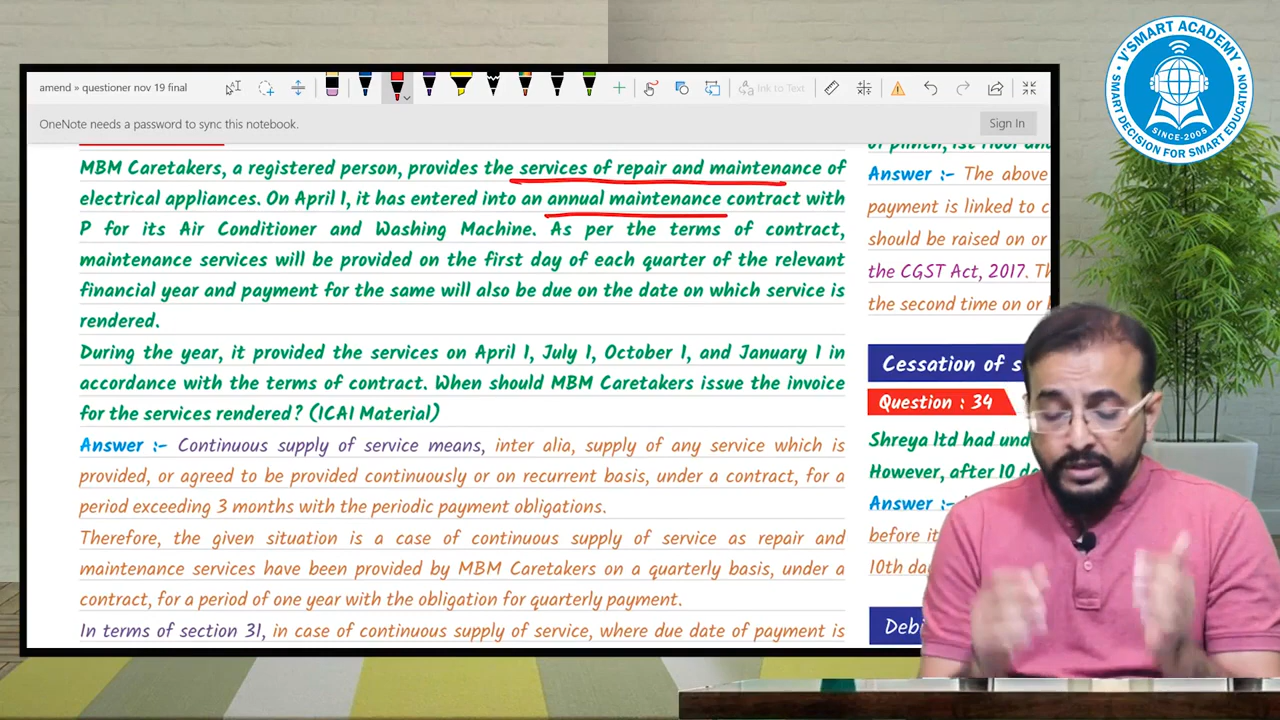 amend » questioner nov 19 final
Ink to Text
OneNote needs a password to sync this notebook.
Sign In
MBM Caretakers, a registered person, provides the services of repair and maintenance of
electrical appliances. On April 1, it has entered into an annual maintenance contract with
P for its Air Conditioner and Washing Machine. As per the terms of contract,
maintenance services will be provided on the first day of each quarter of the relevant
financial year and payment for the same will also be due on the date on which service is
rendered.
During the year, it provided the services on April 1, July 1, October 1, and January 1 in
accordance with the terms of contract. When should MBM Caretakers issue the invoice
for the services rendered? (ICAI Material)
Answer :- Continuous supply of service means, inter alia, supply of any service which is
provided, or agreed to be provided continuously or on recurrent basis, under a contract, for a
period exceeding 3 months with the periodic payment obligations.
Therefore, the given situation is a case of continuous supply of service as repair and
maintenance services have been provided by MBM Caretakers on a quarterly basis, under a
contract, for a period of one year with the obligation for quarterly payment.
In terms of section 31, in case of continuous supply of service, where due date of payment is
of plinth, 1st floor and
Answer :- The above
payment is linked to c
should be raised on or
the CGST Act, 2017. Th
the second time on or
Cessation of s
Question : 34
Shreya ltd had und
However, after 10 da
Answer :-
before it
10th da
Debi
V'SMART ACADEMY
SINCE-2005
SMART DECISION FOR SMART EDUCATION